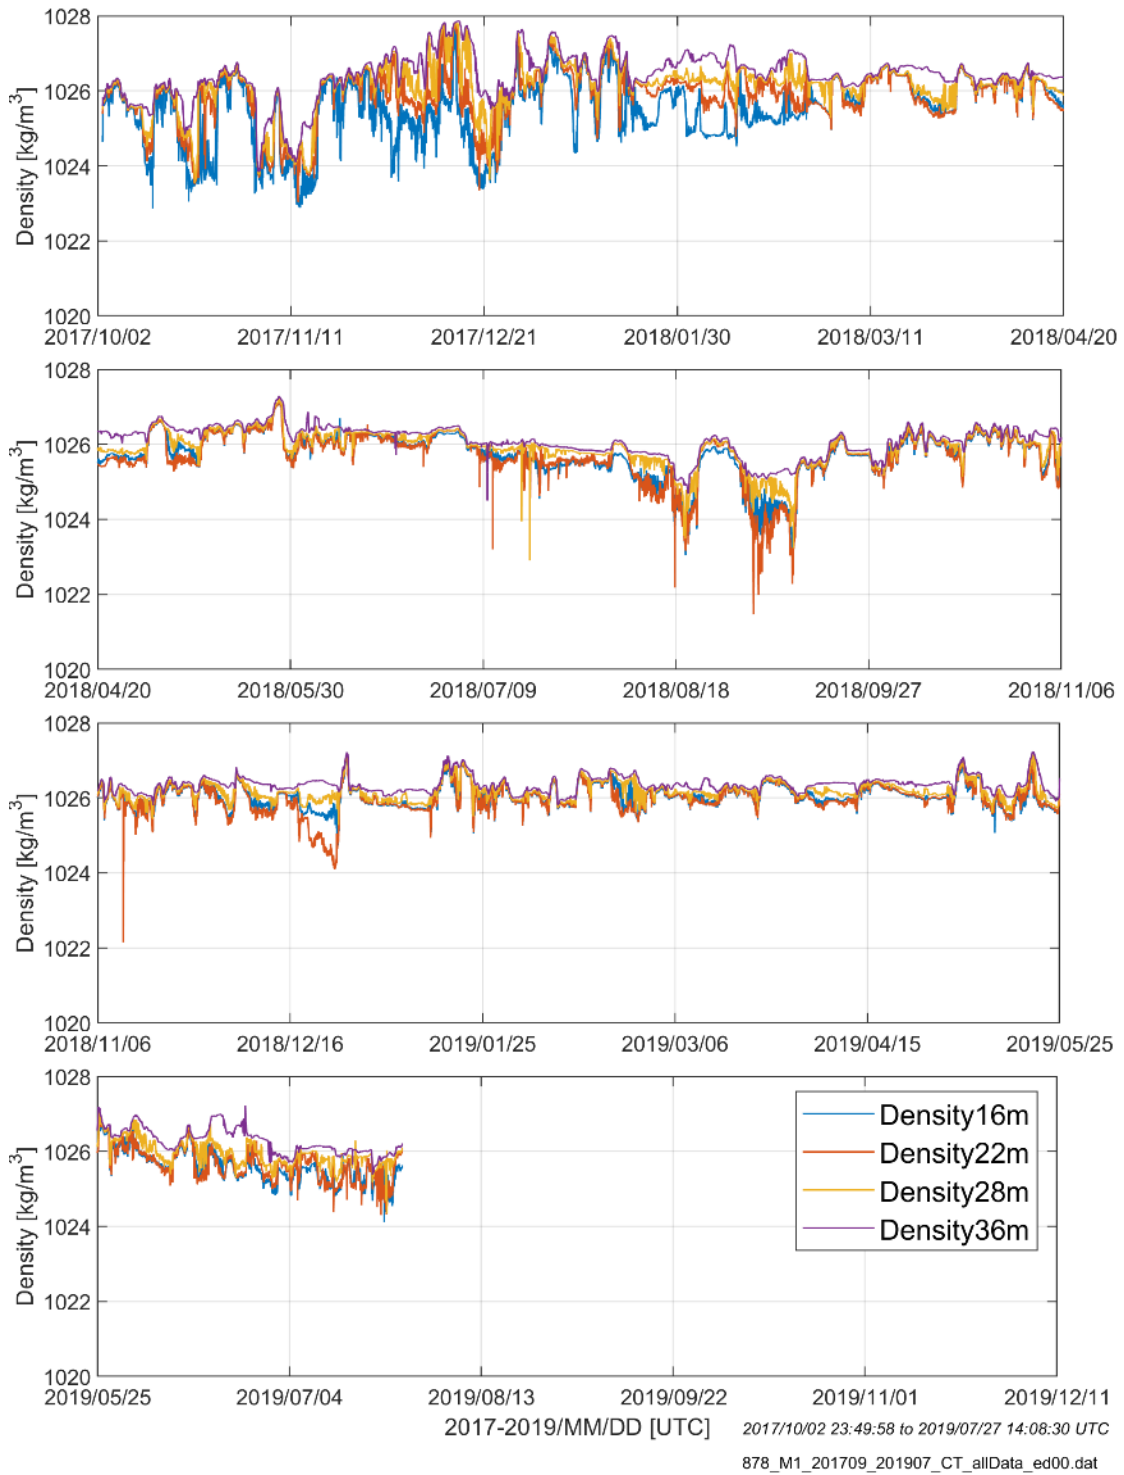 1028
1026
1024
1022
1020
Density [kg/m³]
2017/10/02 2017/11/11 2017/12/21 2018/01/30 2018/03/11 2018/04/20
1028
1026
1024
1022
1020
Density [kg/m³]
2018/04/20 2018/05/30 2018/07/09 2018/08/18 2018/09/27 2018/11/06
1028
1026
1024
1022
1020
Density [kg/m³]
2018/11/06 2018/12/16 2019/01/25 2019/03/06 2019/04/15 2019/05/25
1028
1026
1024
1022
1020
Density [kg/m³]
Density16m
Density22m
Density28m
Density36m
2019/05/25 2019/07/04 2019/08/13 2019/09/22 2019/11/01 2019/12/11
2017-2019/MM/DD [UTC]
2017/10/02 23:49:58 to 2019/07/27 14:08:30 UTC
878_M1_201709_201907_CT_allData_ed00.dat